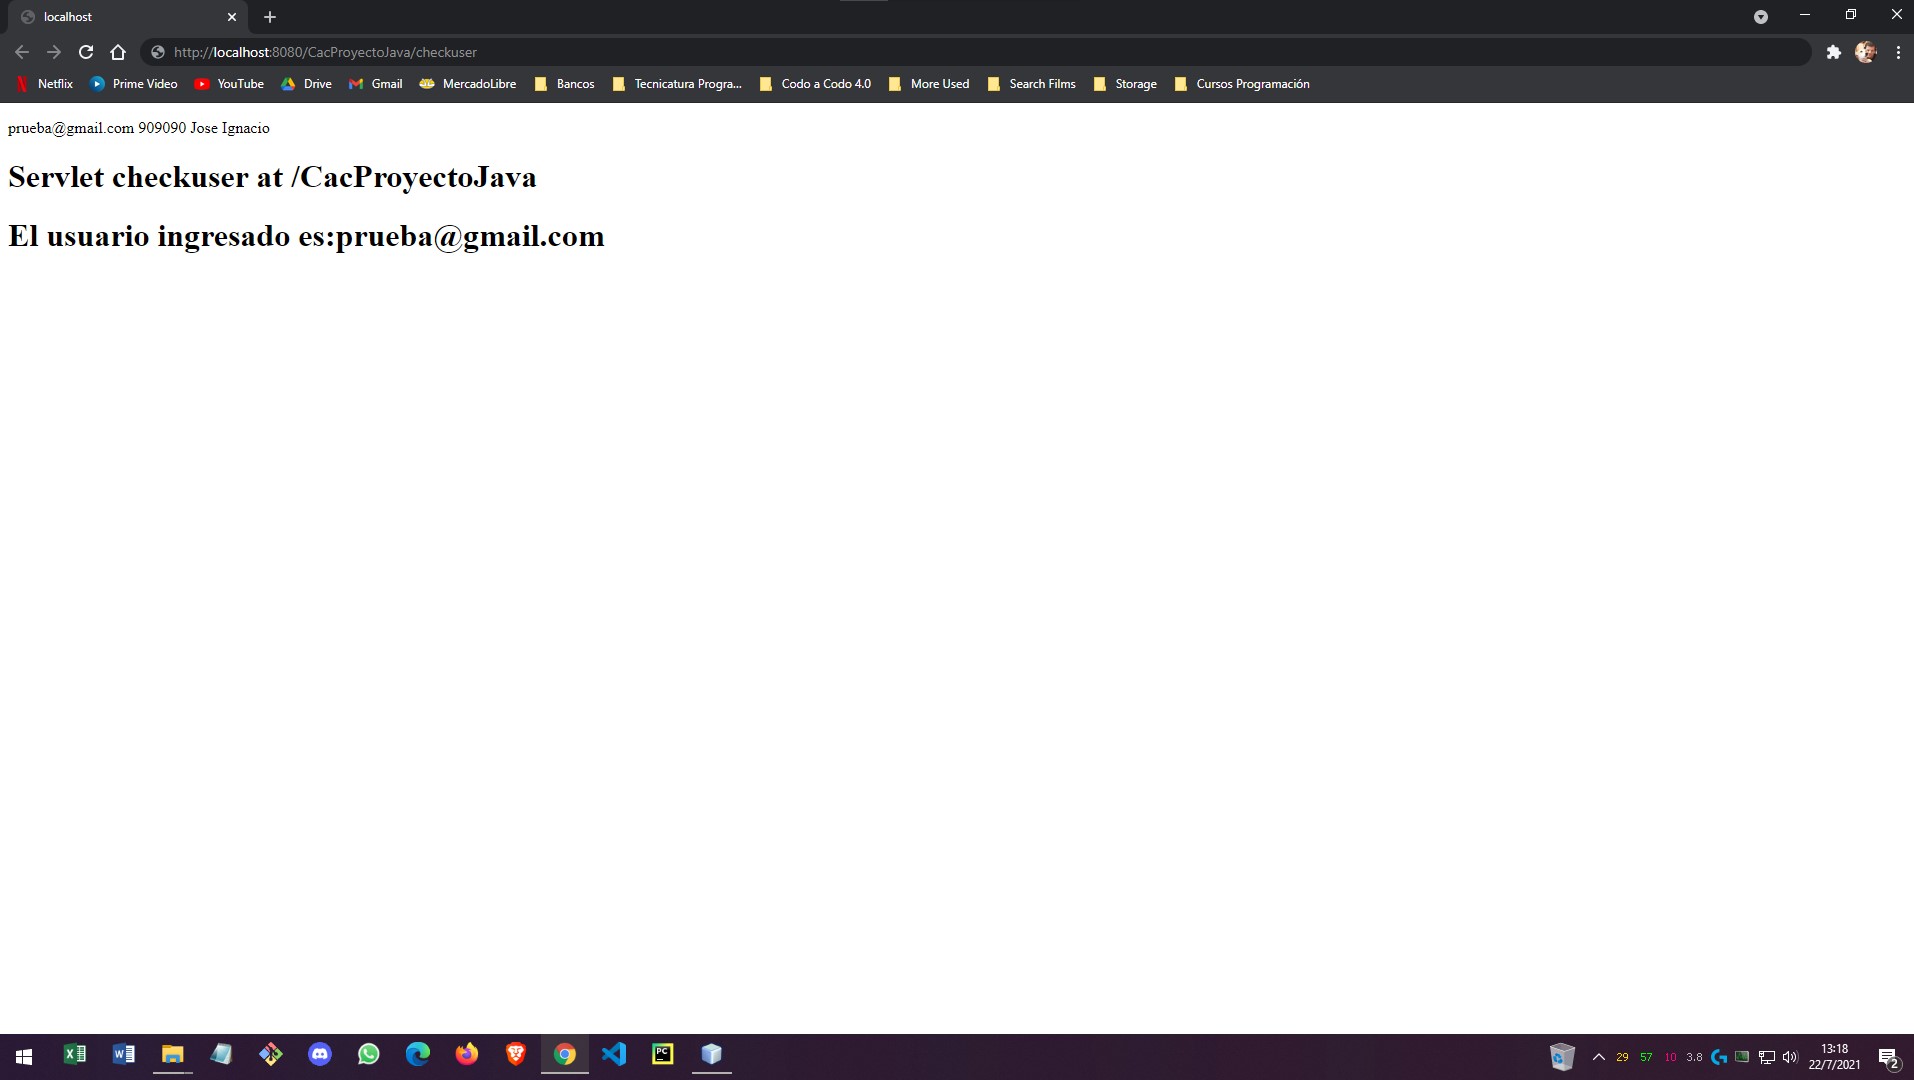 localhost
http://localhost:8080/CacProyectoJava/checkuser
Netflix Prime Video YouTube Drive Gmail MercadoLibre Bancos Tecnicatura Progra... Codo a Codo 4.0 More Used Search Films Storage Cursos Programación
prueba@gmail.com 909090 Jose Ignacio
Servlet checkuser at /CacProyectoJava
El usuario ingresado es:prueba@gmail.com
29 57 10 3.8
13:18
22/7/2021
2
PC